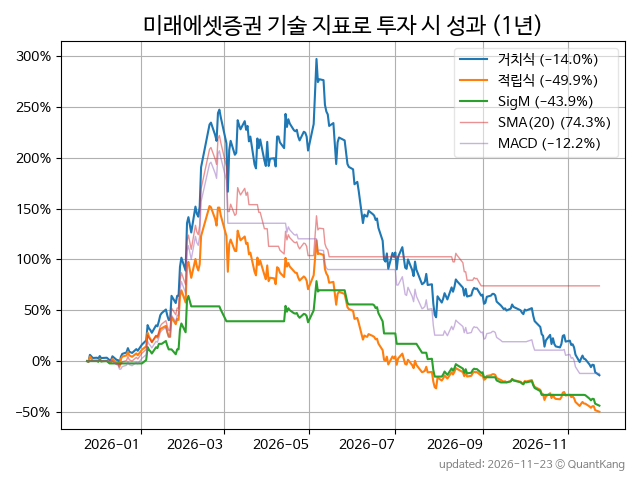 미래에셋증권 기술 지표로 투자 시 성과 (1년)
거치식 (−14.0%)
적립식 (−49.9%)
SigM (−43.9%)
SMA(20) (74.3%)
MACD (−12.2%)
300%
250%
200%
150%
100%
50%
0%
−50%
2026-01 2026-03 2026-05 2026-07 2026-09 2026-11
updated: 2026-11-23 © QuantKang